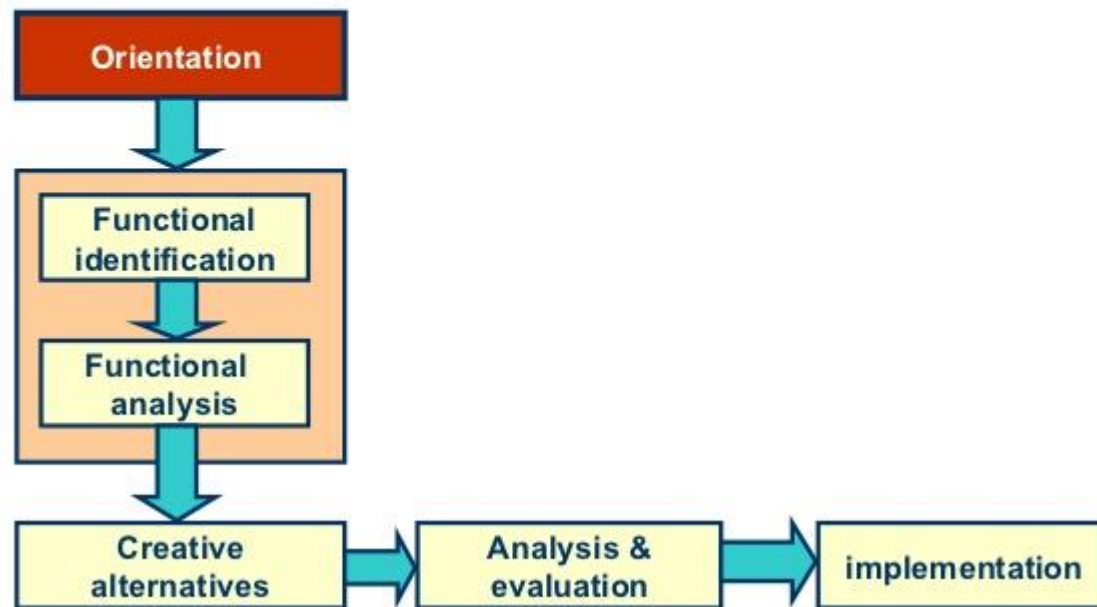 Orientation
Functional
identification
Functional
analysis
Creative
alternatives
Analysis &
evaluation
implementation